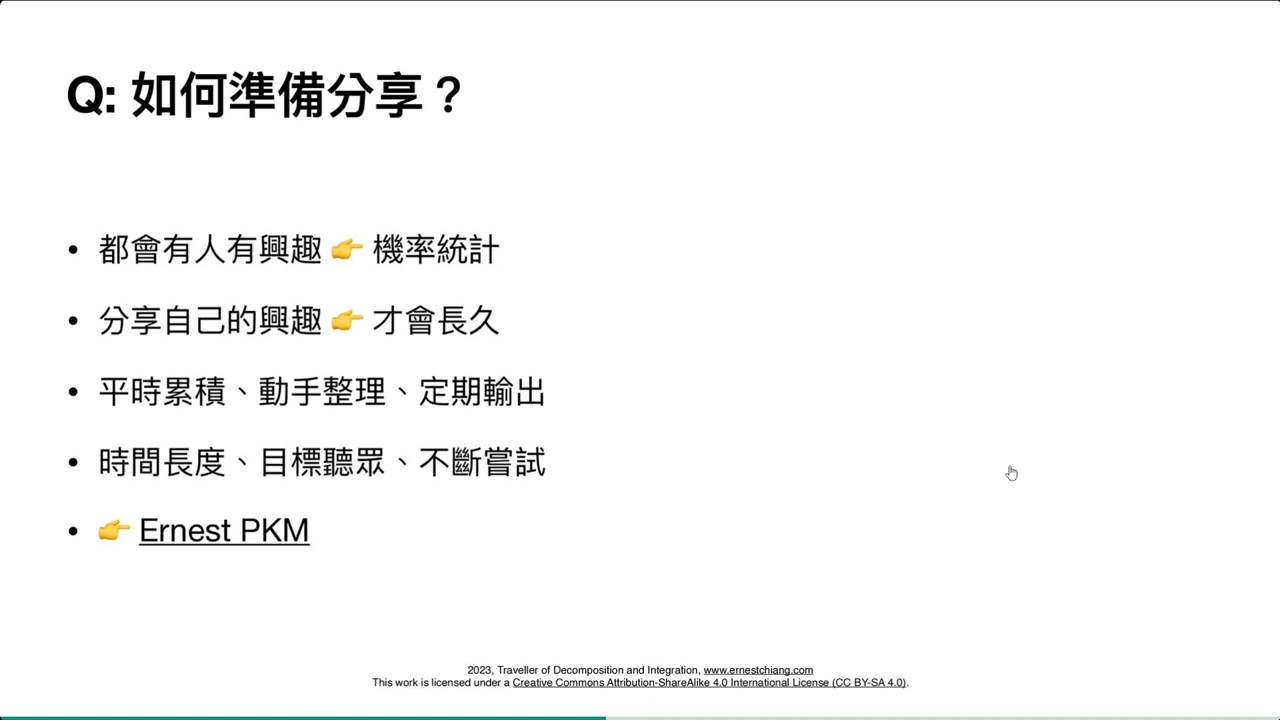 Q: 如何準備分享？
• 都會有人有興趣 👉 機率統計
• 分享自己的興趣 👉 才會長久
• 平時累積、動手整理、定期輸出
• 時間長度、目標聽眾、不斷嘗試
• 👉 Ernest PKM
2023, Traveller of Decomposition and Integration, www.ernestchiang.com
This work is licensed under a Creative Commons Attribution-ShareAlike 4.0 International License (CC BY-SA 4.0).